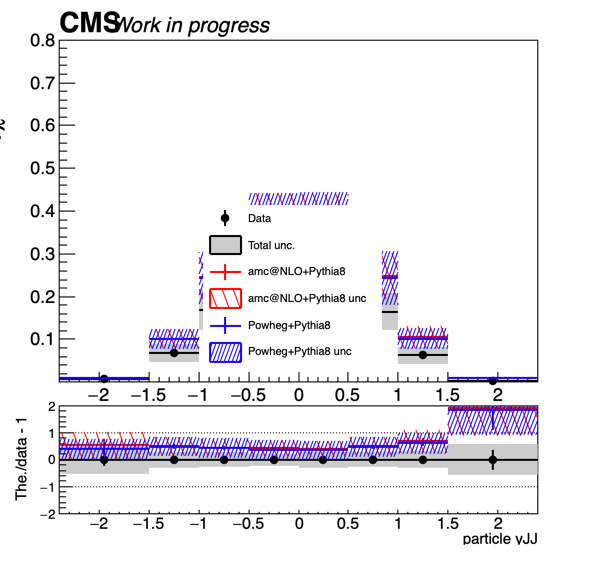 CMS Work in progress
0.8
0.7
0.6
0.5
0.4
0.3
0.2
0.1
Data
Total unc.
amc@NLO+Pythia8
amc@NLO+Pythia8 unc
Powheg+Pythia8
Powheg+Pythia8 unc
−2 −1.5 −1 −0.5 0 0.5 1 1.5 2
The./data - 1
2
1
0
−1
−2
−2 −1.5 −1 −0.5 0 0.5 1 1.5 2
particle yJJ